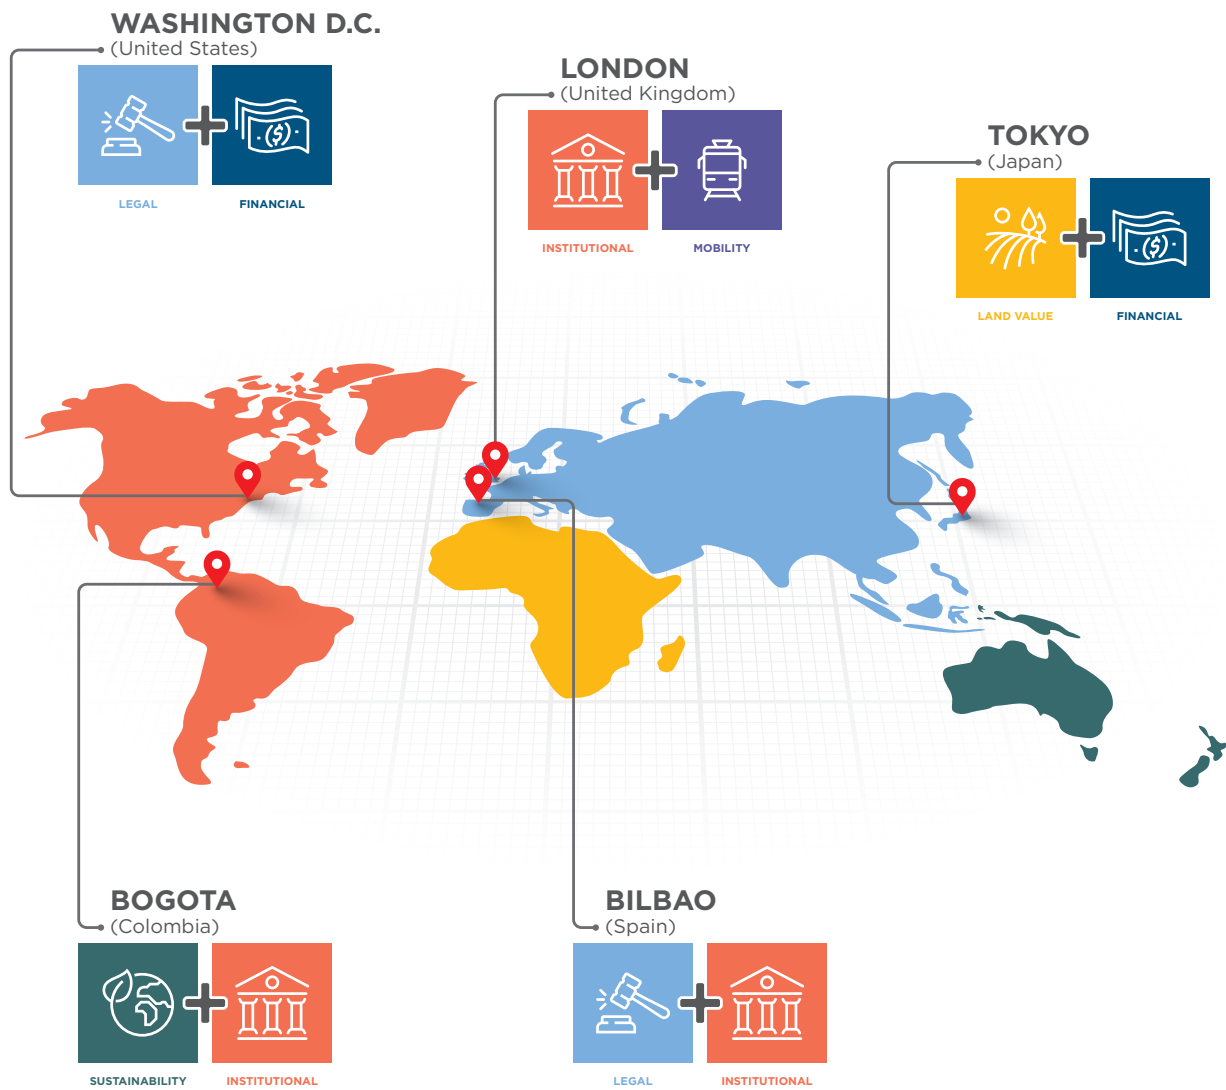 WASHINGTON D.C.
(United States)
LEGAL
FINANCIAL
LONDON
(United Kingdom)
INSTITUTIONAL
MOBILITY
TOKYO
(Japan)
LAND VALUE
FINANCIAL
BOGOTA
(Colombia)
SUSTAINABILITY
INSTITUTIONAL
BILBAO
(Spain)
LEGAL
INSTITUTIONAL